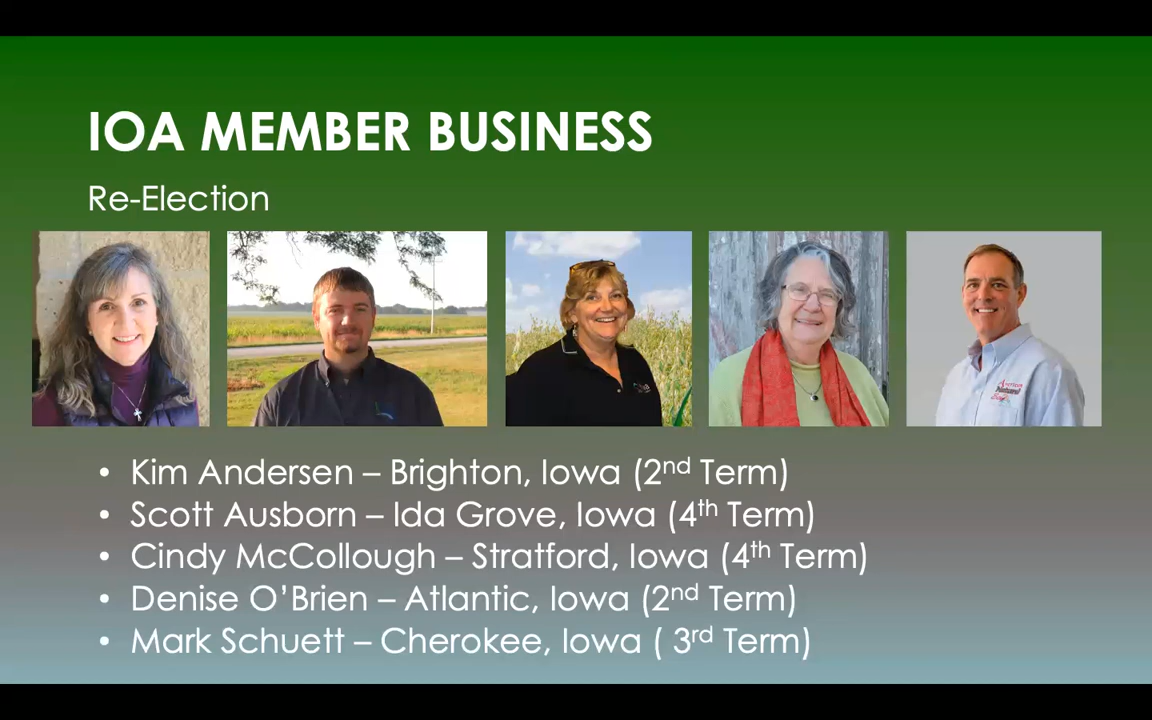 IOA MEMBER BUSINESS
Re-Election
• Kim Andersen – Brighton, Iowa (2nd Term)
• Scott Ausborn – Ida Grove, Iowa (4th Term)
• Cindy McCollough – Stratford, Iowa (4th Term)
• Denise O’Brien – Atlantic, Iowa (2nd Term)
• Mark Schuett – Cherokee, Iowa ( 3rd Term)